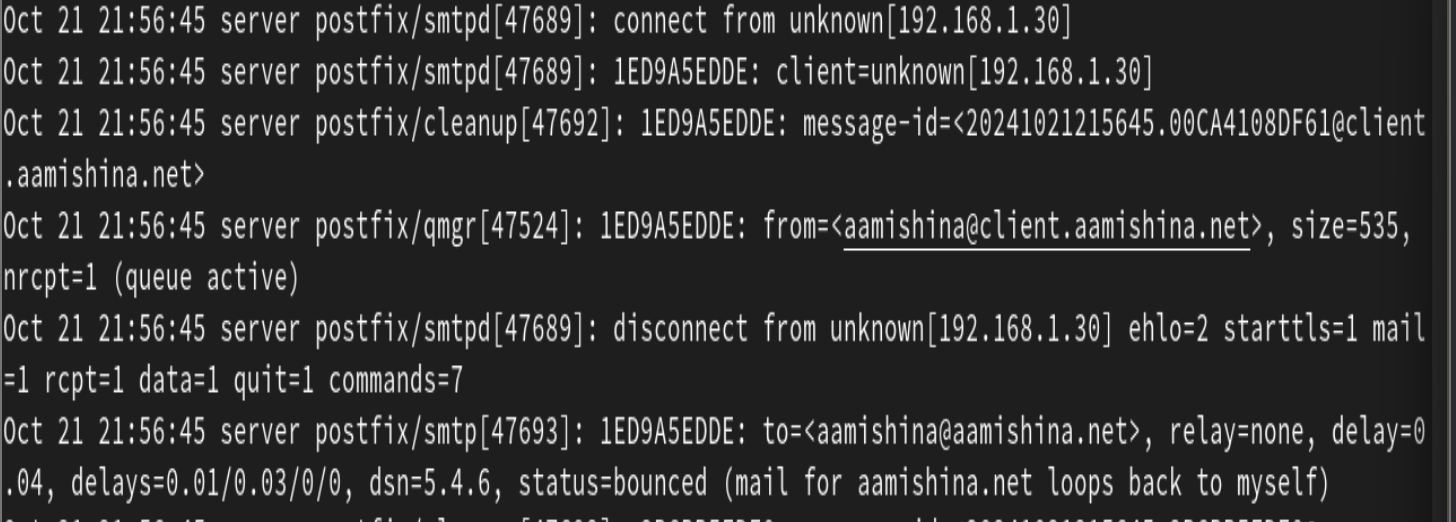 Oct 21 21:56:45 server postfix/smtpd[47689]: connect from unknown[192.168.1.30]
Oct 21 21:56:45 server postfix/smtpd[47689]: 1ED9A5EDDE: client=unknown[192.168.1.30]
Oct 21 21:56:45 server postfix/cleanup[47692]: 1ED9A5EDDE: message-id=<20241021215645.00CA4108DF61@client
.aamishina.net>
Oct 21 21:56:45 server postfix/qmgr[47524]: 1ED9A5EDDE: from=<aamishina@client.aamishina.net>, size=535,
nrcpt=1 (queue active)
Oct 21 21:56:45 server postfix/smtpd[47689]: disconnect from unknown[192.168.1.30] ehlo=2 starttls=1 mail
=1 rcpt=1 data=1 quit=1 commands=7
Oct 21 21:56:45 server postfix/smtp[47693]: 1ED9A5EDDE: to=<aamishina@aamishina.net>, relay=none, delay=0
.04, delays=0.01/0.03/0/0, dsn=5.4.6, status=bounced (mail for aamishina.net loops back to myself)